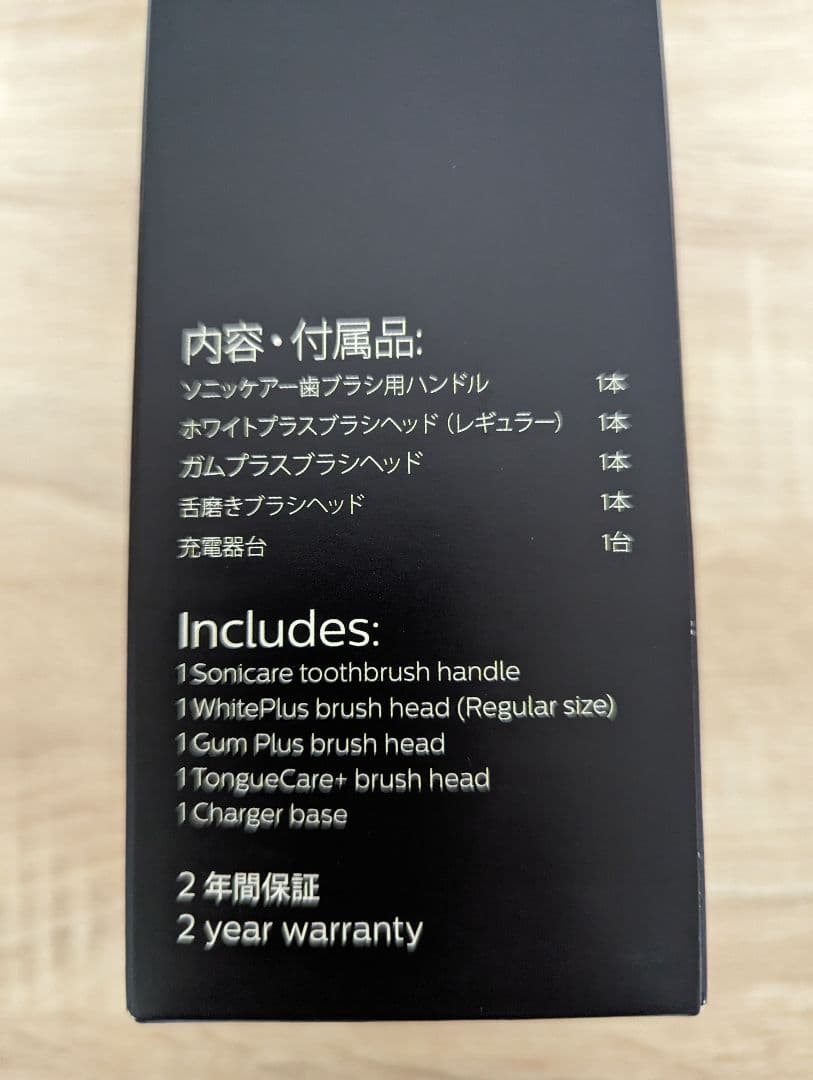 内容・付属品:
ソニッケアー歯ブラシ用ハンドル 1本
ホワイトプラスブラシヘッド（レギュラー） 1本
ガムプラスブラシヘッド 1本
舌磨きブラシヘッド 1本
充電器台 1台
Includes:
1 Sonicare toothbrush handle
1 WhitePlus brush head (Regular size)
1 Gum Plus brush head
1 TongueCare+ brush head
1 Charger base
2 年間保証
2 year warranty